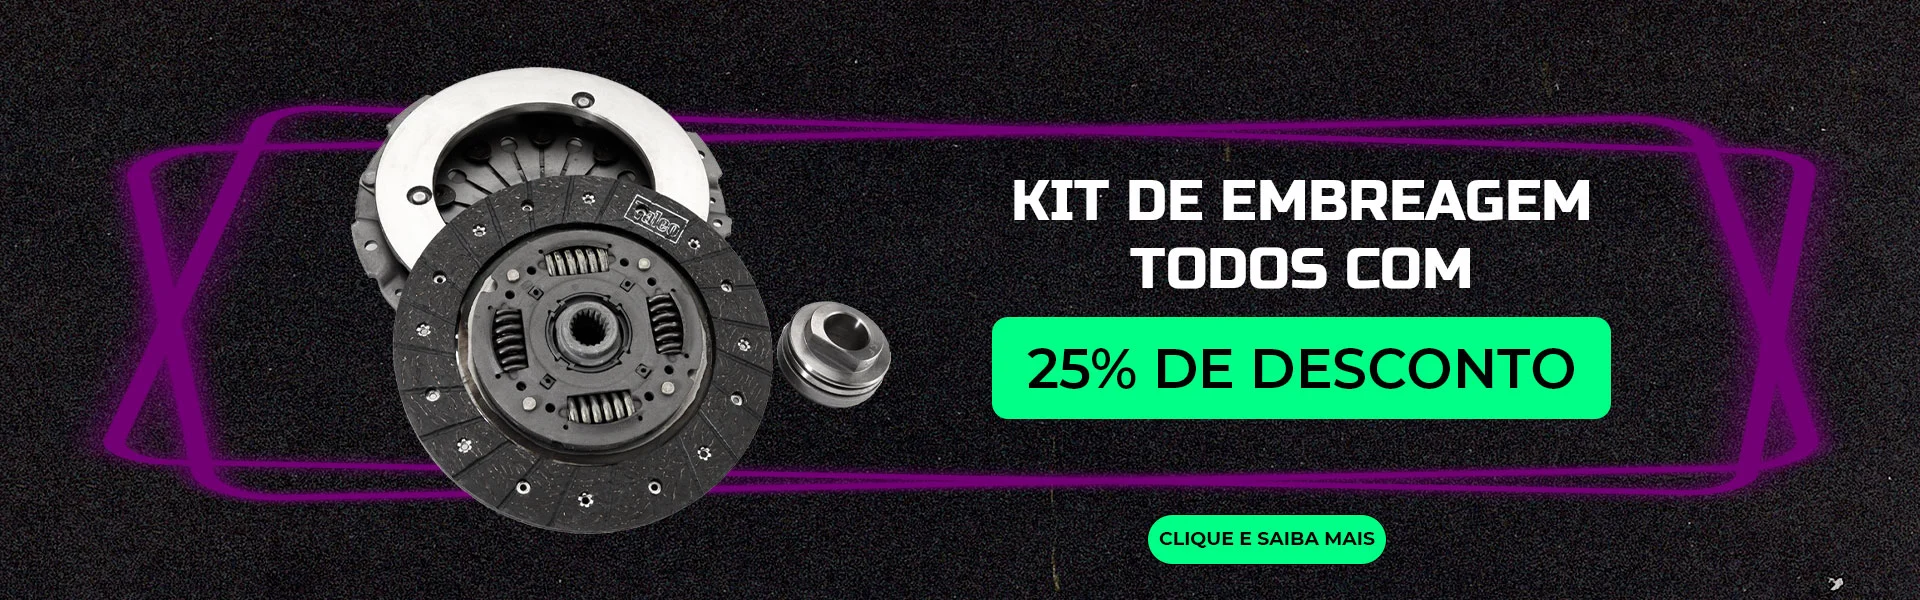 KIT DE EMBREAGEM
TODOS COM
25% DE DESCONTO
CLIQUE E SAIBA MAIS